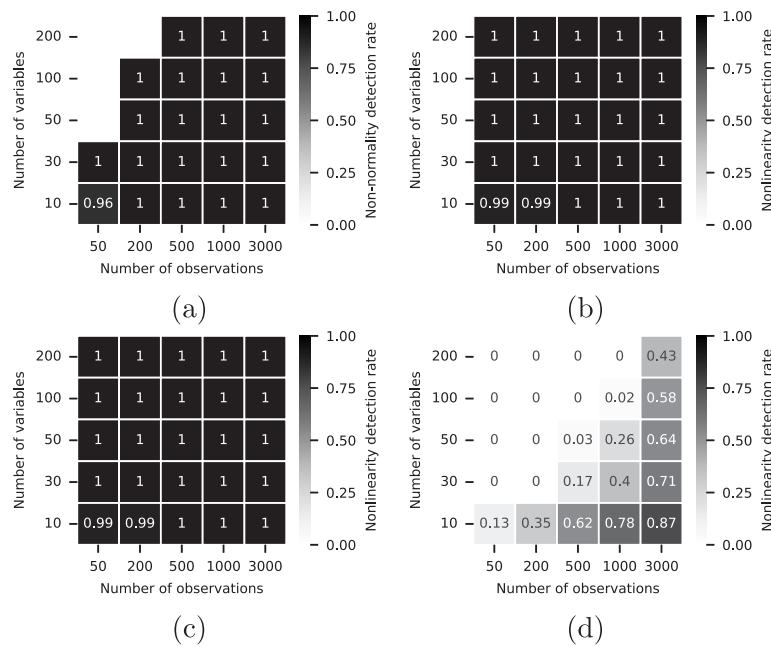 200 1 1 1
100 1 1 1 1
50 1 1 1 1
30 1 1 1 1 1
10 0.96 1 1 1 1
50 200 500 1000 3000
Number of observations
Number of variables
1.00
0.75
0.50
0.25
0.00
Non-normality detection rate
(a)
200 1 1 1 1 1
100 1 1 1 1 1
50 1 1 1 1 1
30 1 1 1 1 1
10 0.99 0.99 1 1 1
50 200 500 1000 3000
Number of observations
Number of variables
1.00
0.75
0.50
0.25
0.00
Nonlinearity detection rate
(b)
200 1 1 1 1 1
100 1 1 1 1 1
50 1 1 1 1 1
30 1 1 1 1 1
10 0.99 0.99 1 1 1
50 200 500 1000 3000
Number of observations
Number of variables
1.00
0.75
0.50
0.25
0.00
Nonlinearity detection rate
(c)
200 0 0 0 0 0.43
100 0 0 0 0.02 0.58
50 0 0 0.03 0.26 0.64
30 0 0 0.17 0.4 0.71
10 0.13 0.35 0.62 0.78 0.87
50 200 500 1000 3000
Number of observations
Number of variables
1.00
0.75
0.50
0.25
0.00
Nonlinearity detection rate
(d)